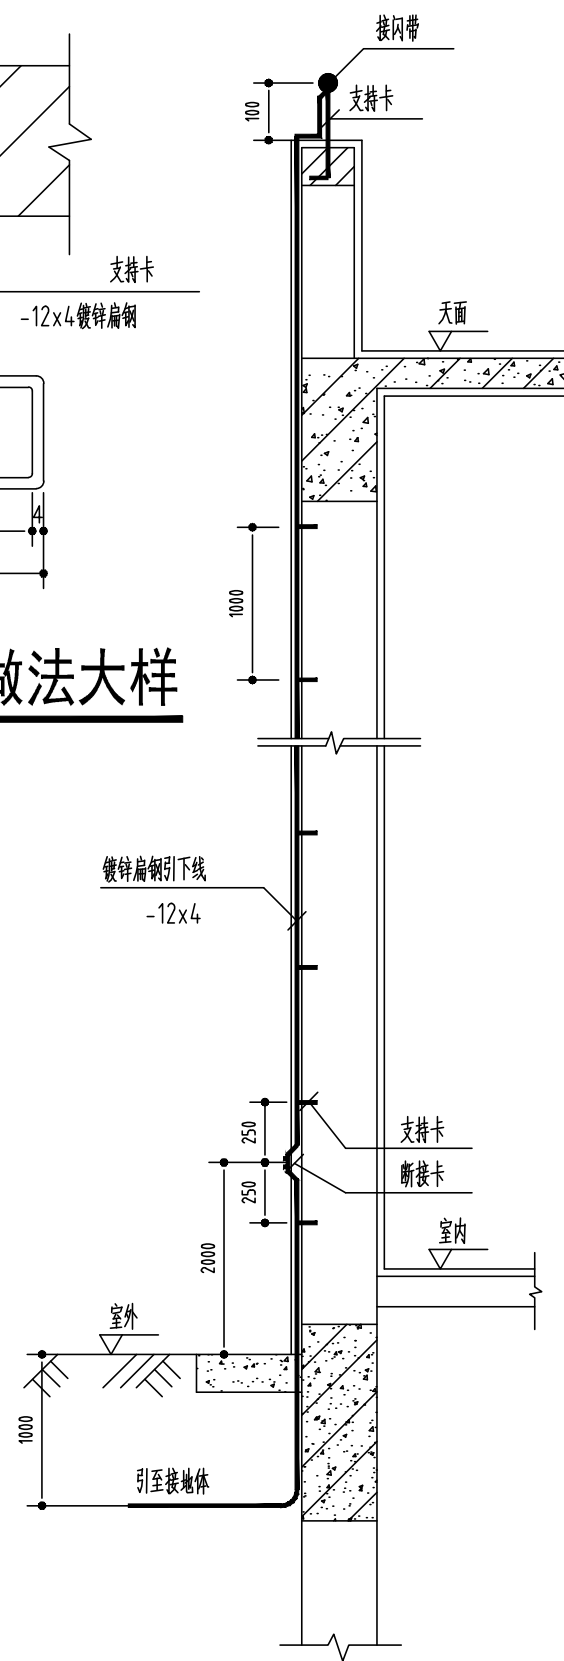 接闪带
100
支持卡
支持卡
-12x4镀锌扁钢
天面
4
1000
做法大样
镀锌扁钢引下线
-12x4
250
支持卡
断接卡
250
2000
室内
室外
1000
引至接地体